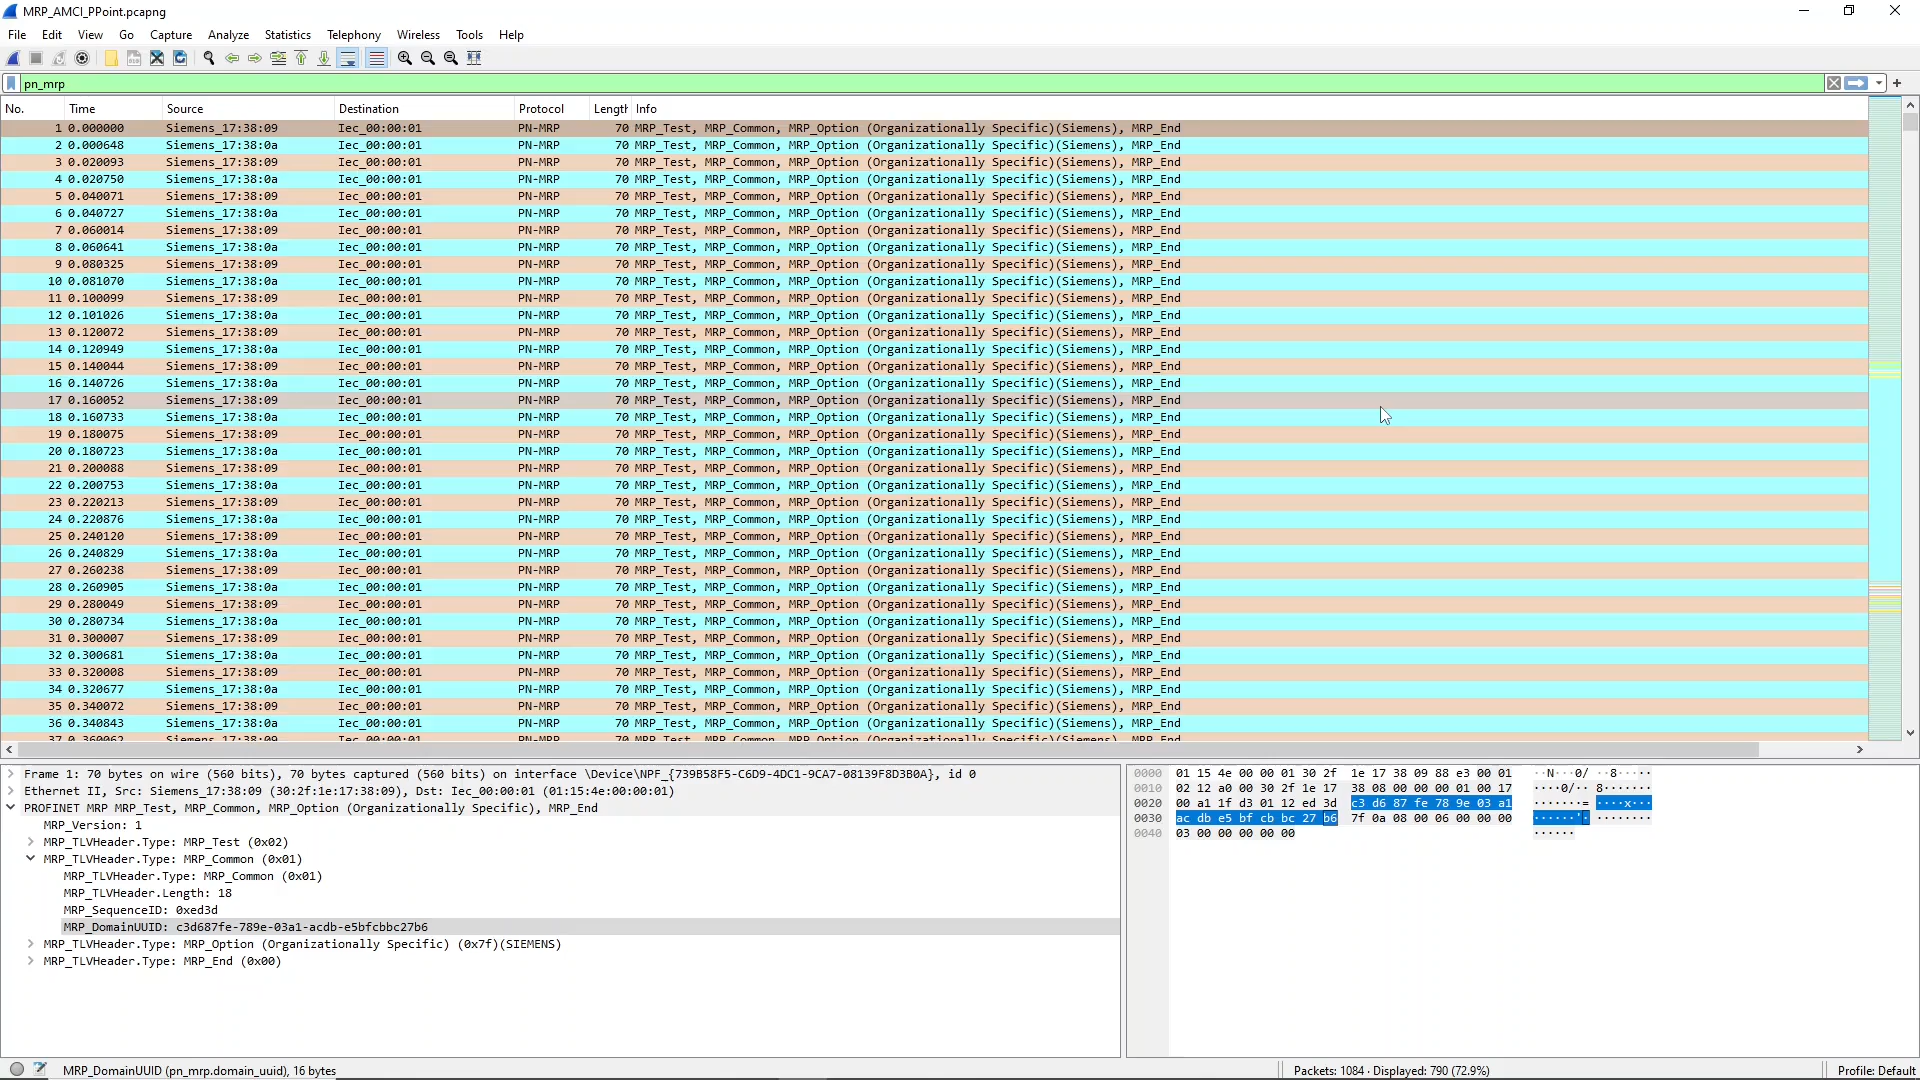 MRP_AMCI_PPoint.pcapng
File Edit View Go Capture Analyze Statistics Telephony Wireless Tools Help
pn_mrp
No. Time Source Destination Protocol Length Info
1 0.000000 Siemens_17:38:09 Iec_00:00:01 PN-MRP 70 MRP_Test, MRP_Common, MRP_Option (Organizationally Specific)(Siemens), MRP_End
2 0.000648 Siemens_17:38:0a Iec_00:00:01 PN-MRP 70 MRP_Test, MRP_Common, MRP_Option (Organizationally Specific)(Siemens), MRP_End
3 0.020093 Siemens_17:38:09 Iec_00:00:01 PN-MRP 70 MRP_Test, MRP_Common, MRP_Option (Organizationally Specific)(Siemens), MRP_End
4 0.020750 Siemens_17:38:0a Iec_00:00:01 PN-MRP 70 MRP_Test, MRP_Common, MRP_Option (Organizationally Specific)(Siemens), MRP_End
5 0.040071 Siemens_17:38:09 Iec_00:00:01 PN-MRP 70 MRP_Test, MRP_Common, MRP_Option (Organizationally Specific)(Siemens), MRP_End
6 0.040727 Siemens_17:38:0a Iec_00:00:01 PN-MRP 70 MRP_Test, MRP_Common, MRP_Option (Organizationally Specific)(Siemens), MRP_End
7 0.060014 Siemens_17:38:09 Iec_00:00:01 PN-MRP 70 MRP_Test, MRP_Common, MRP_Option (Organizationally Specific)(Siemens), MRP_End
8 0.060641 Siemens_17:38:0a Iec_00:00:01 PN-MRP 70 MRP_Test, MRP_Common, MRP_Option (Organizationally Specific)(Siemens), MRP_End
9 0.080325 Siemens_17:38:09 Iec_00:00:01 PN-MRP 70 MRP_Test, MRP_Common, MRP_Option (Organizationally Specific)(Siemens), MRP_End
10 0.081070 Siemens_17:38:0a Iec_00:00:01 PN-MRP 70 MRP_Test, MRP_Common, MRP_Option (Organizationally Specific)(Siemens), MRP_End
11 0.100099 Siemens_17:38:09 Iec_00:00:01 PN-MRP 70 MRP_Test, MRP_Common, MRP_Option (Organizationally Specific)(Siemens), MRP_End
12 0.101026 Siemens_17:38:0a Iec_00:00:01 PN-MRP 70 MRP_Test, MRP_Common, MRP_Option (Organizationally Specific)(Siemens), MRP_End
13 0.120072 Siemens_17:38:09 Iec_00:00:01 PN-MRP 70 MRP_Test, MRP_Common, MRP_Option (Organizationally Specific)(Siemens), MRP_End
14 0.120949 Siemens_17:38:0a Iec_00:00:01 PN-MRP 70 MRP_Test, MRP_Common, MRP_Option (Organizationally Specific)(Siemens), MRP_End
15 0.140044 Siemens_17:38:09 Iec_00:00:01 PN-MRP 70 MRP_Test, MRP_Common, MRP_Option (Organizationally Specific)(Siemens), MRP_End
16 0.140726 Siemens_17:38:0a Iec_00:00:01 PN-MRP 70 MRP_Test, MRP_Common, MRP_Option (Organizationally Specific)(Siemens), MRP_End
17 0.160052 Siemens_17:38:09 Iec_00:00:01 PN-MRP 70 MRP_Test, MRP_Common, MRP_Option (Organizationally Specific)(Siemens), MRP_End
18 0.160733 Siemens_17:38:0a Iec_00:00:01 PN-MRP 70 MRP_Test, MRP_Common, MRP_Option (Organizationally Specific)(Siemens), MRP_End
19 0.180075 Siemens_17:38:09 Iec_00:00:01 PN-MRP 70 MRP_Test, MRP_Common, MRP_Option (Organizationally Specific)(Siemens), MRP_End
20 0.180723 Siemens_17:38:0a Iec_00:00:01 PN-MRP 70 MRP_Test, MRP_Common, MRP_Option (Organizationally Specific)(Siemens), MRP_End
21 0.200088 Siemens_17:38:09 Iec_00:00:01 PN-MRP 70 MRP_Test, MRP_Common, MRP_Option (Organizationally Specific)(Siemens), MRP_End
22 0.200753 Siemens_17:38:0a Iec_00:00:01 PN-MRP 70 MRP_Test, MRP_Common, MRP_Option (Organizationally Specific)(Siemens), MRP_End
23 0.220213 Siemens_17:38:09 Iec_00:00:01 PN-MRP 70 MRP_Test, MRP_Common, MRP_Option (Organizationally Specific)(Siemens), MRP_End
24 0.220876 Siemens_17:38:0a Iec_00:00:01 PN-MRP 70 MRP_Test, MRP_Common, MRP_Option (Organizationally Specific)(Siemens), MRP_End
25 0.240120 Siemens_17:38:09 Iec_00:00:01 PN-MRP 70 MRP_Test, MRP_Common, MRP_Option (Organizationally Specific)(Siemens), MRP_End
26 0.240829 Siemens_17:38:0a Iec_00:00:01 PN-MRP 70 MRP_Test, MRP_Common, MRP_Option (Organizationally Specific)(Siemens), MRP_End
27 0.260238 Siemens_17:38:09 Iec_00:00:01 PN-MRP 70 MRP_Test, MRP_Common, MRP_Option (Organizationally Specific)(Siemens), MRP_End
28 0.260905 Siemens_17:38:0a Iec_00:00:01 PN-MRP 70 MRP_Test, MRP_Common, MRP_Option (Organizationally Specific)(Siemens), MRP_End
29 0.280049 Siemens_17:38:09 Iec_00:00:01 PN-MRP 70 MRP_Test, MRP_Common, MRP_Option (Organizationally Specific)(Siemens), MRP_End
30 0.280734 Siemens_17:38:0a Iec_00:00:01 PN-MRP 70 MRP_Test, MRP_Common, MRP_Option (Organizationally Specific)(Siemens), MRP_End
31 0.300007 Siemens_17:38:09 Iec_00:00:01 PN-MRP 70 MRP_Test, MRP_Common, MRP_Option (Organizationally Specific)(Siemens), MRP_End
32 0.300681 Siemens_17:38:0a Iec_00:00:01 PN-MRP 70 MRP_Test, MRP_Common, MRP_Option (Organizationally Specific)(Siemens), MRP_End
33 0.320008 Siemens_17:38:09 Iec_00:00:01 PN-MRP 70 MRP_Test, MRP_Common, MRP_Option (Organizationally Specific)(Siemens), MRP_End
34 0.320677 Siemens_17:38:0a Iec_00:00:01 PN-MRP 70 MRP_Test, MRP_Common, MRP_Option (Organizationally Specific)(Siemens), MRP_End
35 0.340072 Siemens_17:38:09 Iec_00:00:01 PN-MRP 70 MRP_Test, MRP_Common, MRP_Option (Organizationally Specific)(Siemens), MRP_End
36 0.340843 Siemens_17:38:0a Iec_00:00:01 PN-MRP 70 MRP_Test, MRP_Common, MRP_Option (Organizationally Specific)(Siemens), MRP_End
37 0.360062 Siemens_17:38:09 Iec_00:00:01 PN-MRP 70 MRP_Test, MRP_Common, MRP_Option (Organizationally Specific)(Siemens), MRP_End
Frame 1: 70 bytes on wire (560 bits), 70 bytes captured (560 bits) on interface \Device\NPF_{739B58F5-C6D9-4DC1-9CA7-08139F8D3B0A}, id 0
Ethernet II, Src: Siemens_17:38:09 (30:2f:1e:17:38:09), Dst: Iec_00:00:01 (01:15:4e:00:00:01)
PROFINET MRP MRP_Test, MRP_Common, MRP_Option (Organizationally Specific), MRP_End
MRP_Version: 1
MRP_TLVHeader.Type: MRP_Test (0x02)
MRP_TLVHeader.Type: MRP_Common (0x01)
MRP_TLVHeader.Type: MRP_Common (0x01)
MRP_TLVHeader.Length: 18
MRP_SequenceID: 0xed3d
MRP_DomainUUID: c3d687fe-789e-03a1-acdb-e5bfcbbc27b6
MRP_TLVHeader.Type: MRP_Option (Organizationally Specific) (0x7f)(SIEMENS)
MRP_TLVHeader.Type: MRP_End (0x00)
0000 01 15 4e 00 00 01 30 2f 1e 17 38 09 88 e3 00 01 ··N···0/ ··8·····
0010 02 12 a0 00 30 2f 1e 17 38 08 00 00 00 01 00 17 ····0/·· 8·······
0020 00 a1 1f d3 01 12 ed 3d c3 d6 87 fe 78 9e 03 a1 ·······= ····x···
0030 ac db e5 bf cb bc 27 b6 7f 0a 08 00 06 00 00 00 ······'· ········
0040 03 00 00 00 00 00 ······
MRP_DomainUUID (pn_mrp.domain_uuid), 16 bytes
Packets: 1084 · Displayed: 790 (72.9%)
Profile: Default